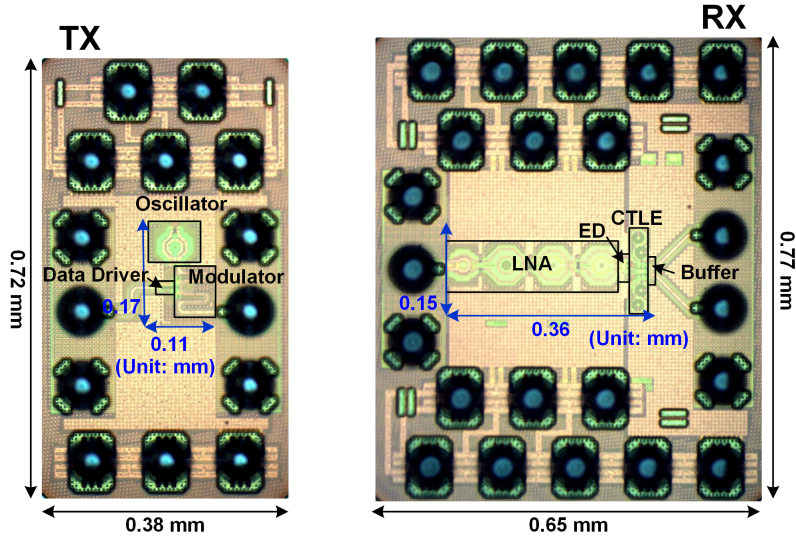 TX
RX
Oscillator
Data Driver
Modulator
0.17
0.11
(Unit: mm)
0.72 mm
0.38 mm
CTLE
ED
LNA
Buffer
0.15
0.36
(Unit: mm)
0.77 mm
0.65 mm